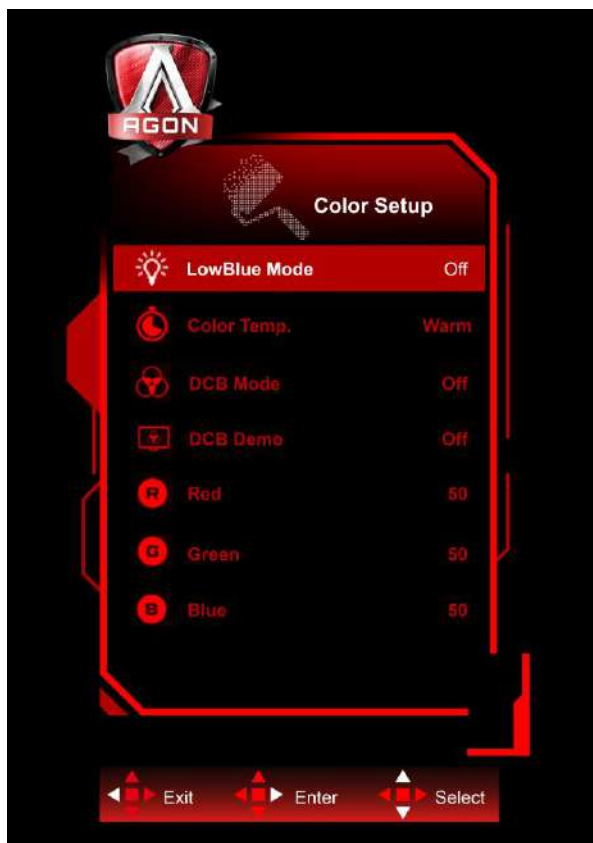 AGON
Color Setup
LowBlue Mode Off
Color Temp. Warm
DCB Mode Off
DCB Demo Off
R Red 50
G Green 50
B Blue 50
Exit Enter Select